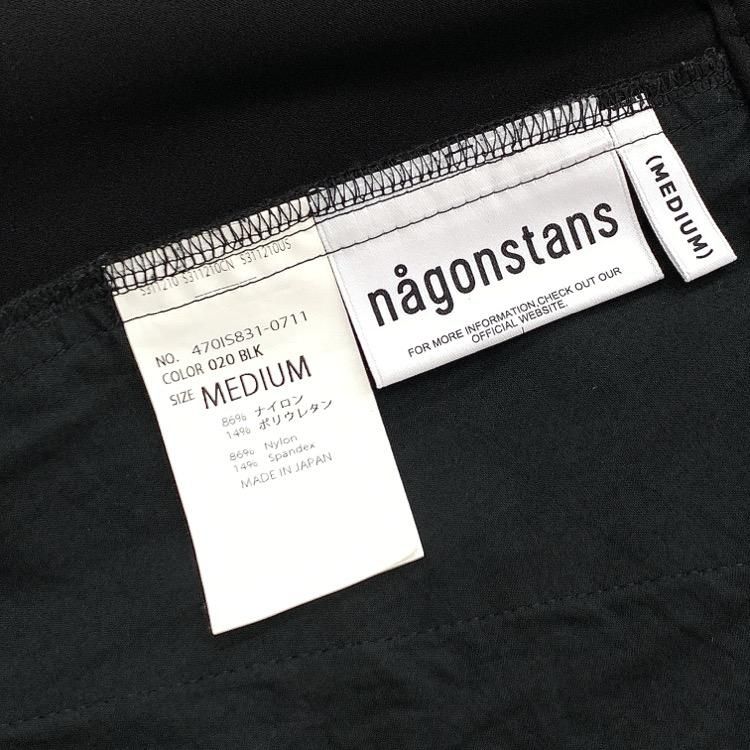 S311210 S311210CN S311210US
NO. 470IS831-0711
COLOR 020 BLK
SIZE MEDIUM
86% ナイロン
14% ポリウレタン
86% Nylon
14% Spandex
MADE IN JAPAN
någonstans
FOR MORE INFORMATION,CHECK OUT OUR
OFFICIAL WEBSITE.
(MEDIUM)